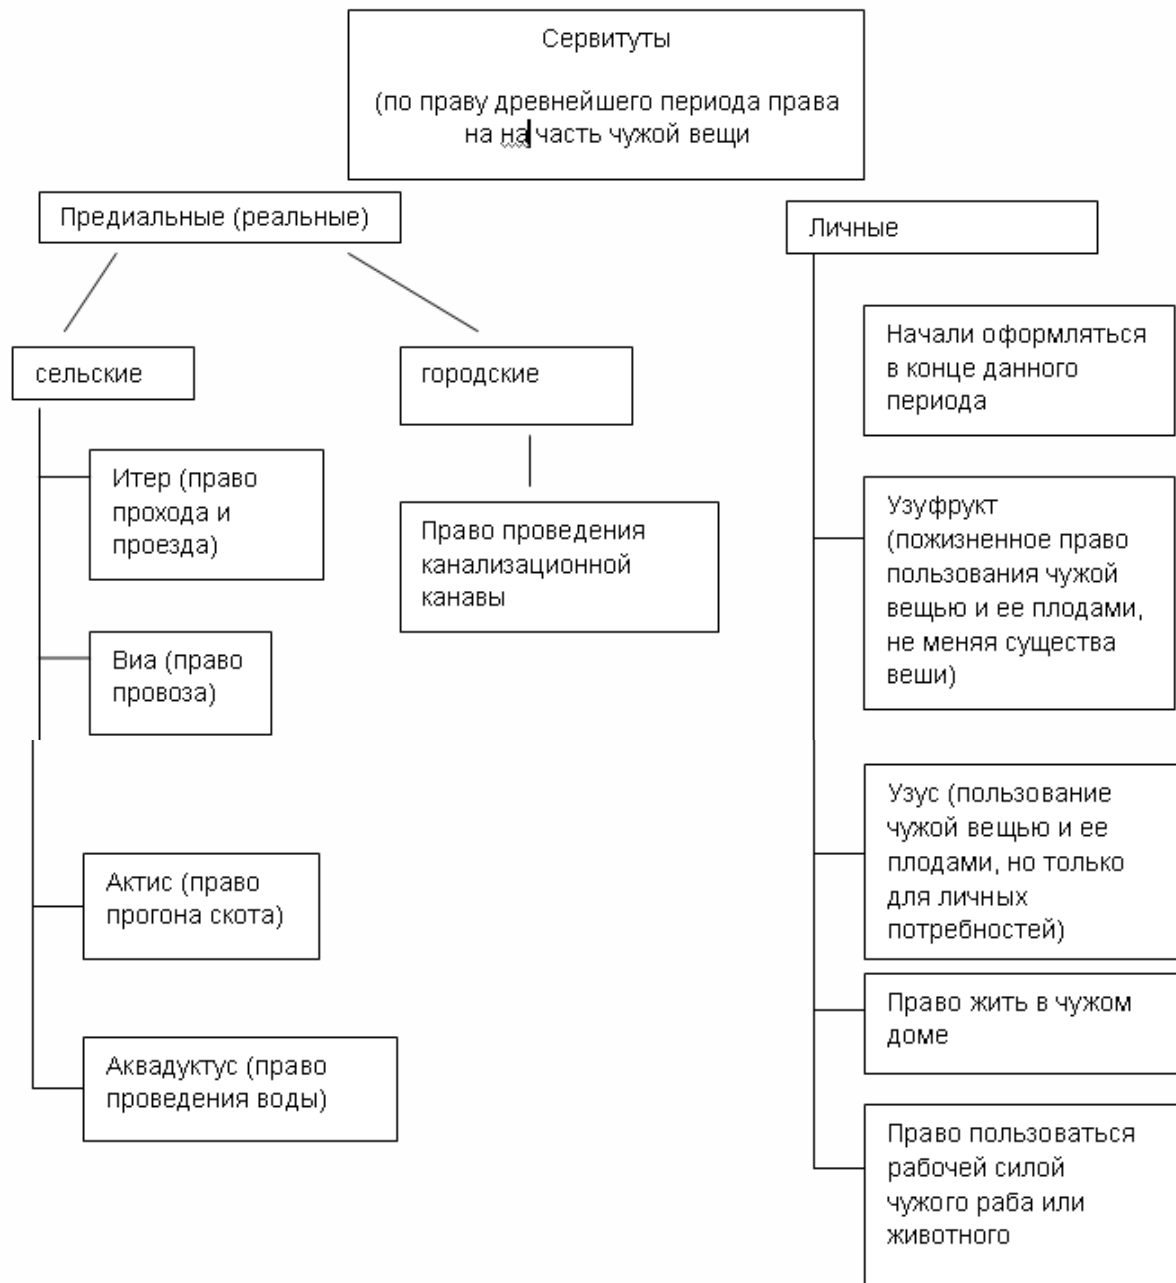 Сервитуты
(по праву древнейшего периода права
на на часть чужой вещи
Предиальные (реальные)
сельские
Итер (право
прохода и
проезда)
Виа (право
провоза)
Актис (право
прогона скота)
Аквадуктус (право
проведения воды)
городские
Право проведения
канализационной
канавы
Личные
Начали оформляться
в конце данного
периода
Узуфрукт
(пожизненное право
пользования чужой
вещью и ее плодами,
не меняя существа
веши)
Узус (пользование
чужой вещью и ее
плодами, но только
для личных
потребностей)
Право жить в чужом
доме
Право пользоваться
рабочей силой
чужого раба или
животного